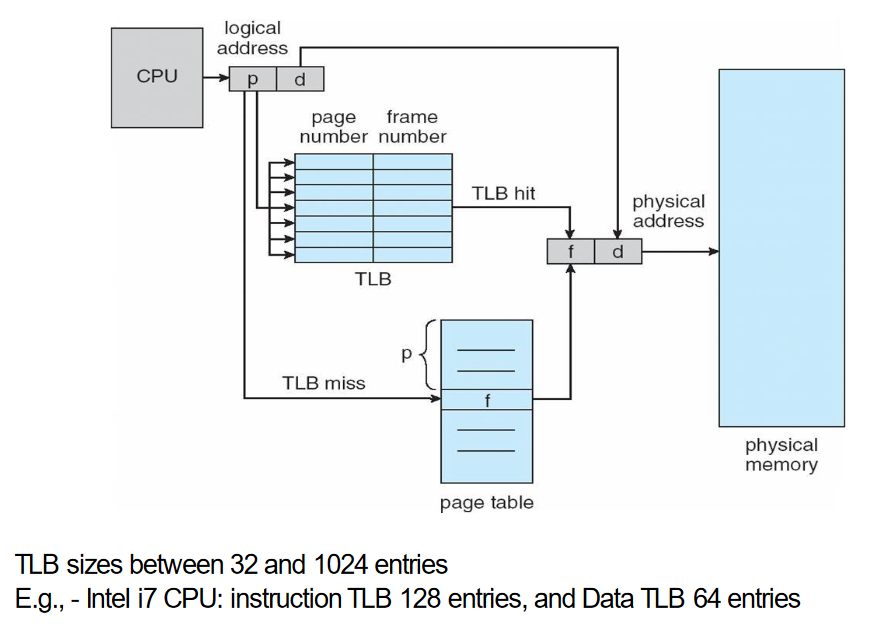 logical
address
CPU
p d
page frame
number number
TLB hit
physical
address
f d
TLB
p
TLB miss
f
physical
memory
page table
TLB sizes between 32 and 1024 entries
E.g., - Intel i7 CPU: instruction TLB 128 entries, and Data TLB 64 entries